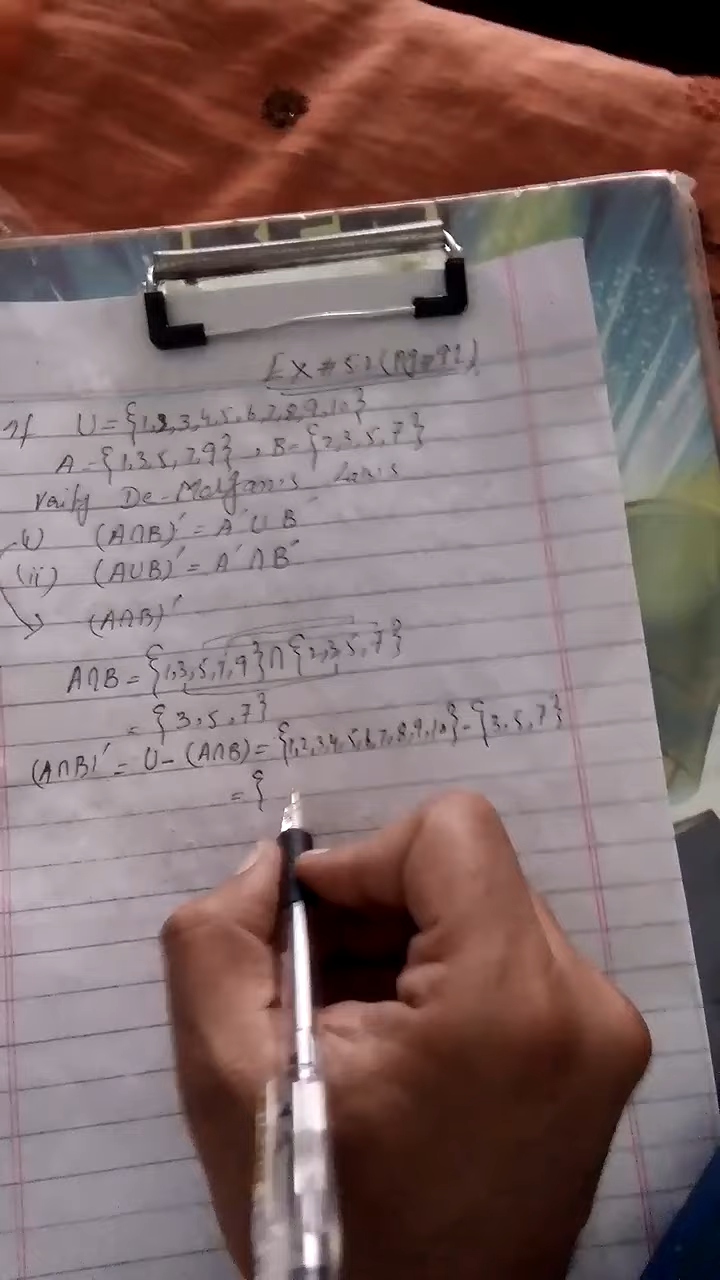 Ex # 5.2 (Pg = 92)
If U = {1,2,3,4,5,6,7,8,9,10}
A = {1,3,5,7,9} , B = {2,3,5,7}
Verify De-Morgan's Laws
(i) (A∩B)' = A' ∪ B'
(ii) (A∪B)' = A' ∩ B'
(A∩B)'
A∩B = {1,3,5,7,9} ∩ {2,3,5,7}
= {3,5,7}
(A∩B)' = U - (A∩B) = {1,2,3,4,5,6,7,8,9,10} - {3,5,7}
= {